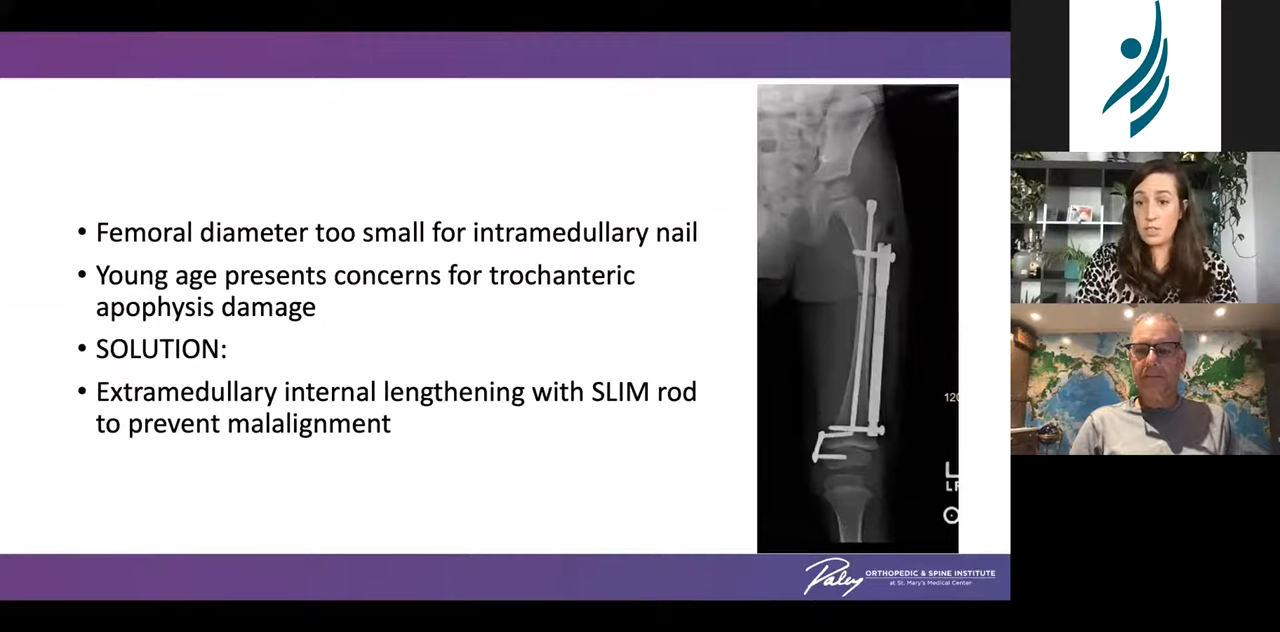 • Femoral diameter too small for intramedullary nail
• Young age presents concerns for trochanteric
apophysis damage
• SOLUTION:
• Extramedullary internal lengthening with SLIM rod
to prevent malalignment
120
L
Paley ORTHOPEDIC & SPINE INSTITUTE
at St. Mary's Medical Center